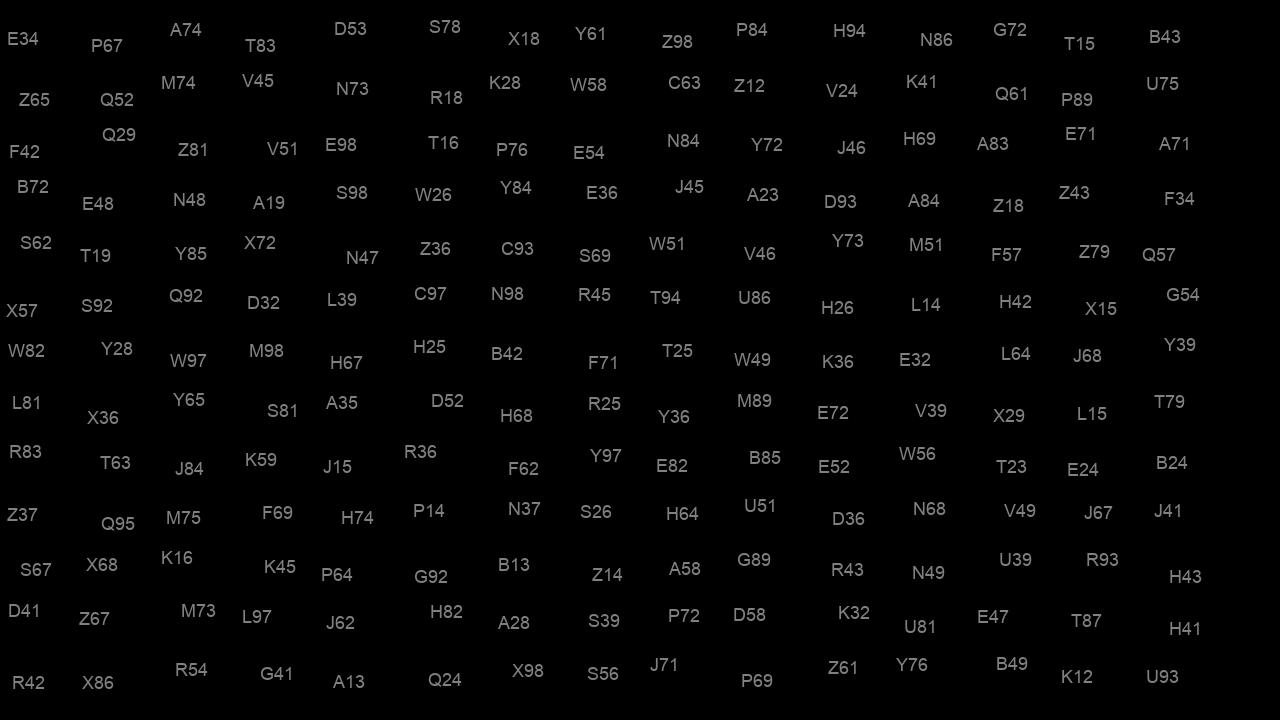 E34 P67 A74 T83 D53 S78 X18 Y61 Z98 P84 H94 N86 G72 T15 B43
Z65 Q52 M74 V45 N73 R18 K28 W58 C63 Z12 V24 K41 Q61 P89 U75
F42 Q29 Z81 V51 E98 T16 P76 E54 N84 Y72 J46 H69 A83 E71 A71
B72 E48 N48 A19 S98 W26 Y84 E36 J45 A23 D93 A84 Z18 Z43 F34
S62 T19 Y85 X72 N47 Z36 C93 S69 W51 V46 Y73 M51 F57 Z79 Q57
X57 S92 Q92 D32 L39 C97 N98 R45 T94 U86 H26 L14 H42 X15 G54
W82 Y28 W97 M98 H67 H25 B42 F71 T25 W49 K36 E32 L64 J68 Y39
L81 X36 Y65 S81 A35 D52 H68 R25 Y36 M89 E72 V39 X29 L15 T79
R83 T63 J84 K59 J15 R36 F62 Y97 E82 B85 E52 W56 T23 E24 B24
Z37 Q95 M75 F69 H74 P14 N37 S26 H64 U51 D36 N68 V49 J67 J41
S67 X68 K16 K45 P64 G92 B13 Z14 A58 G89 R43 N49 U39 R93 H43
D41 Z67 M73 L97 J62 H82 A28 S39 P72 D58 K32 U81 E47 T87 H41
R42 X86 R54 G41 A13 Q24 X98 S56 J71 P69 Z61 Y76 B49 K12 U93